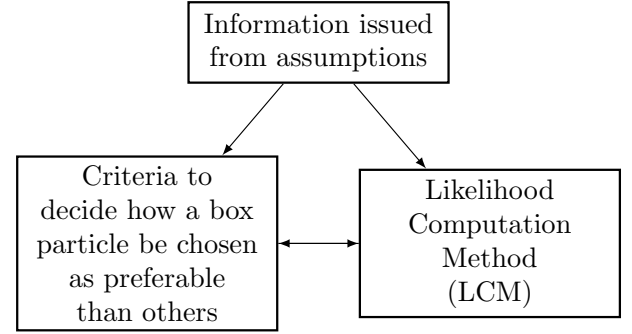 Information issued
from assumptions
Criteria to
decide how a box
particle be chosen
as preferable
than others
Likelihood
Computation
Method
(LCM)